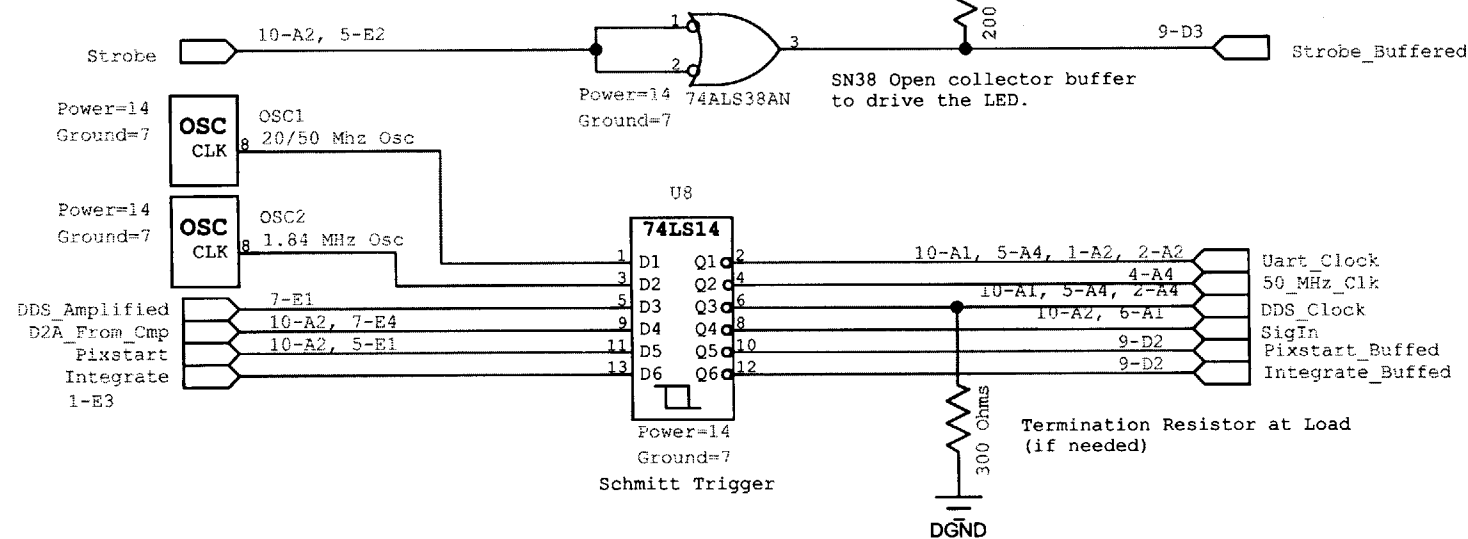 200
1
10-A2, 5-E2
3
9-D3
Strobe
Strobe_Buffered
2
SN38 Open collector buffer
to drive the LED.
Power=14
74ALS38AN
Ground=7
Power=14
Ground=7
OSC
CLK
8
OSC1
20/50 Mhz Osc
Power=14
Ground=7
OSC
CLK
8
OSC2
1.84 MHz Osc
U8
74LS14
1 D1 Q1 2
10-A1, 5-A4, 1-A2, 2-A2
Uart_Clock
3 D2 Q2 4
4-A4
50_MHz_Clk
DDS_Amplified
7-E1
5 D3 Q3 6
10-A1, 5-A4, 2-A4
DDS_Clock
D2A_From_Cmp
10-A2, 7-E4
9 D4 Q4 8
10-A2, 6-A1
SigIn
Pixstart
10-A2, 5-E1
11 D5 Q5 10
9-D2
Pixstart_Buffed
Integrate
13 D6 Q6 12
9-D2
Integrate_Buffed
1-E3
Power=14
Ground=7
Schmitt Trigger
300 Ohms
Termination Resistor at Load
(if needed)
DGND